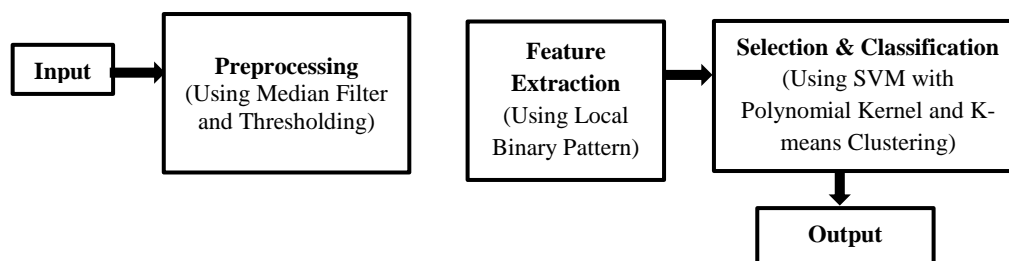 Input
Preprocessing
(Using Median Filter
and Thresholding)
Feature
Extraction
(Using Local
Binary Pattern)
Selection & Classification
(Using SVM with
Polynomial Kernel and K-
means Clustering)
Output